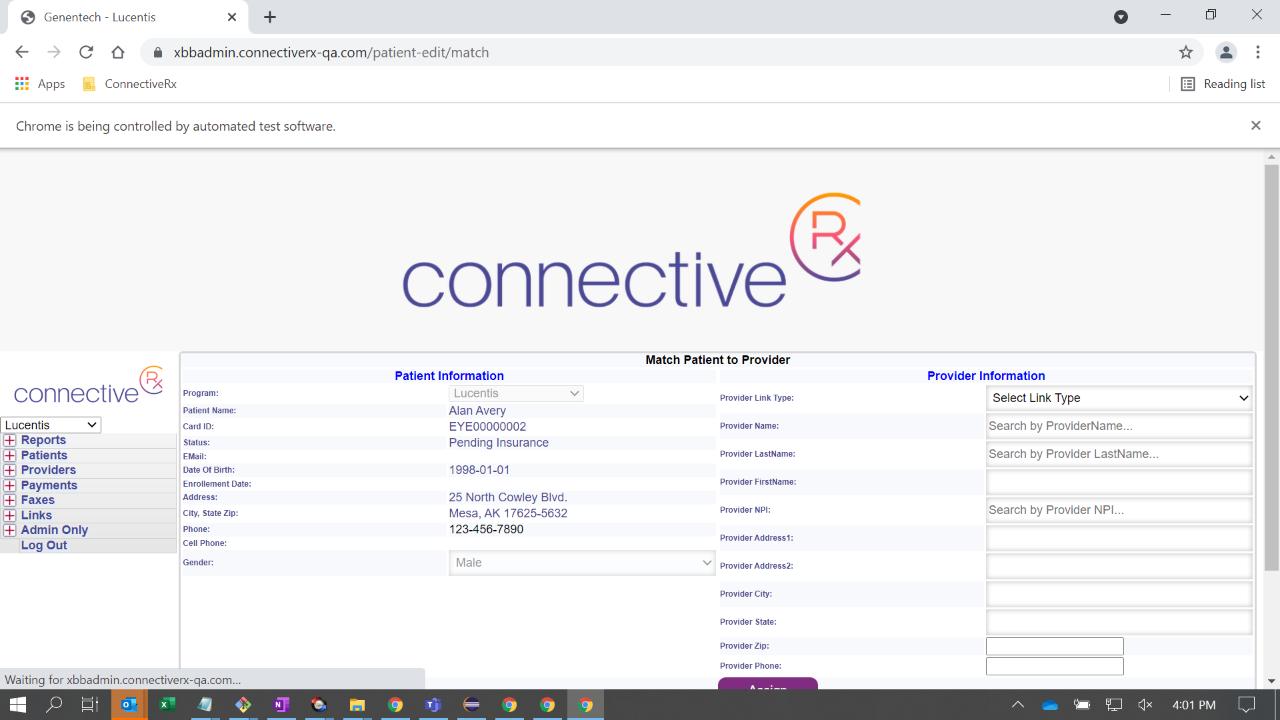 Genentech - Lucentis
xbbadmin.connectiverx-qa.com/patient-edit/match
Apps
ConnectiveRx
Reading list
Chrome is being controlled by automated test software.
connective Rx
connective Rx
Lucentis
Reports
Patients
Providers
Payments
Faxes
Links
Admin Only
Log Out
Match Patient to Provider
Patient Information
Program: Lucentis
Patient Name: Alan Avery
Card ID: EYE00000002
Status: Pending Insurance
EMail:
Date Of Birth: 1998-01-01
Enrollment Date:
Address: 25 North Cowley Blvd.
City, State Zip: Mesa, AK 17625-5632
Phone: 123-456-7890
Cell Phone:
Gender: Male
Provider Information
Provider Link Type: Select Link Type
Provider Name: Search by ProviderName...
Provider LastName: Search by Provider LastName...
Provider FirstName:
Provider NPI: Search by Provider NPI...
Provider Address1:
Provider Address2:
Provider City:
Provider State:
Provider Zip:
Provider Phone:
Assign
Waiting for xbbadmin.connectiverx-qa.com...
4:01 PM